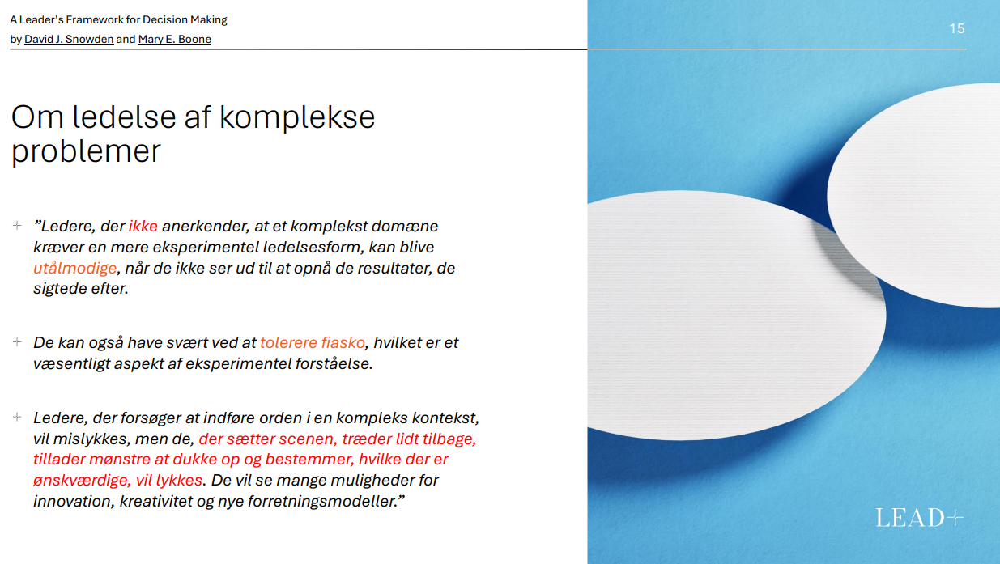 A Leader's Framework for Decision Making
by David J. Snowden and Mary E. Boone
15
Om ledelse af komplekse
problemer
”Ledere, der ikke anerkender, at et komplekst domæne
kræver en mere eksperimentel ledelsesform, kan blive
utålmodige, når de ikke ser ud til at opnå de resultater, de
sigtede efter.
De kan også have svært ved at tolerere fiasko, hvilket er et
væsentligt aspekt af eksperimentel forståelse.
Ledere, der forsøger at indføre orden i en kompleks kontekst,
vil mislykkes, men de, der sætter scenen, træder lidt tilbage,
tillader mønstre at dukke op og bestemmer, hvilke der er
ønskværdige, vil lykkes. De vil se mange muligheder for
innovation, kreativitet og nye forretningsmodeller.”
LEAD+